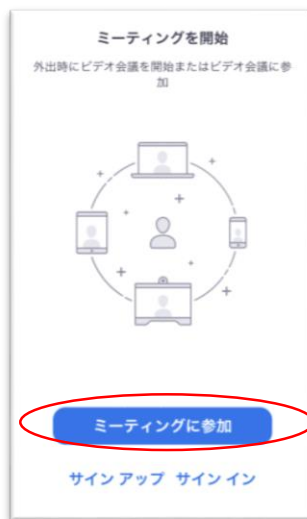 ミーティングを開始
外出時にビデオ会議を開始またはビデオ会議に参
加
ミーティングに参加
サイン アップ サイン イン